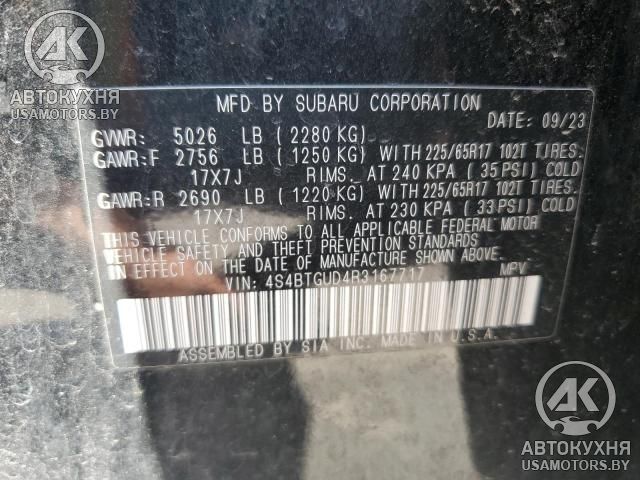 AK
АВТОКУХНЯ
USAMOTORS.BY
MFD BY SUBARU CORPORATION
DATE: 09/23
GVWR: 5026 LB (2280 KG)
GAWR:F 2756 LB (1250 KG) WITH 225/65R17 102T TIRES.
17X7J RIMS. AT 240 KPA (35 PSI) COLD
GAWR:R 2690 LB (1220 KG) WITH 225/65R17 102T TIRES.
17X7J RIMS. AT 230 KPA (33 PSI) COLD
THIS VEHICLE CONFORMS TO ALL APPLICABLE FEDERAL MOTOR
VEHICLE SAFETY AND THEFT PREVENTION STANDARDS
IN EFFECT ON THE DATE OF MANUFACTURE SHOWN ABOVE.
VIN: 4S4BTGUD4R3167717 MPV
ASSEMBLED BY SIA INC. MADE IN U.S.A.
AK
АВТОКУХНЯ
USAMOTORS.BY